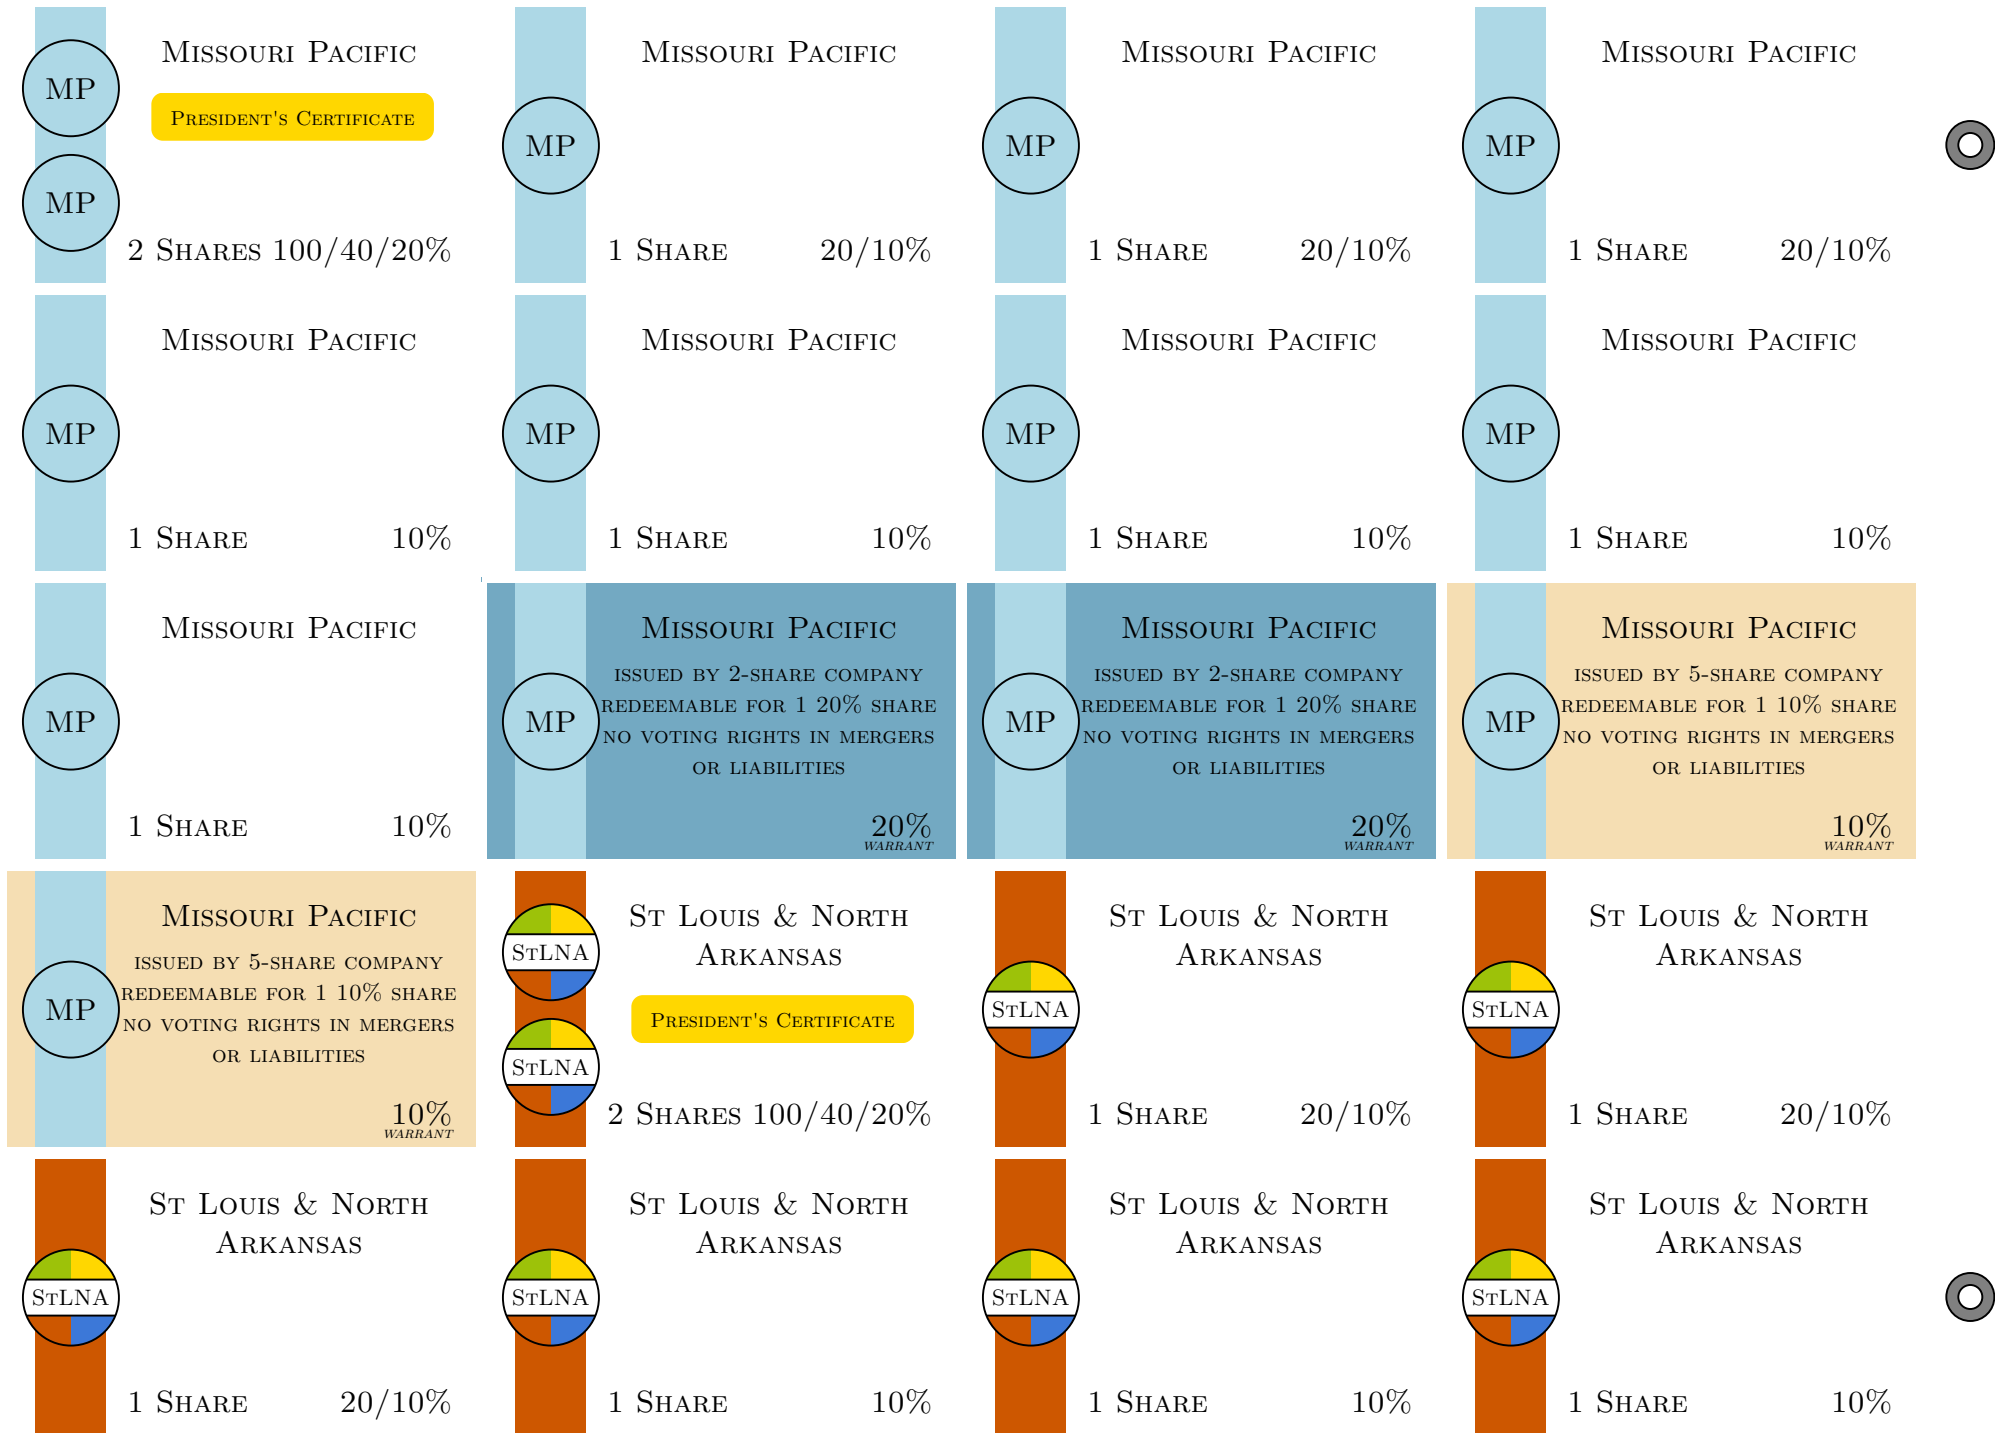 MP
MP
Missouri Pacific
President's Certificate
2 Shares 100/40/20%
MP
Missouri Pacific
1 Share 20/10%
MP
Missouri Pacific
1 Share 20/10%
MP
Missouri Pacific
1 Share 20/10%
MP
Missouri Pacific
1 Share 10%
MP
Missouri Pacific
1 Share 10%
MP
Missouri Pacific
1 Share 10%
MP
Missouri Pacific
1 Share 10%
MP
Missouri Pacific
1 Share 10%
MP
Missouri Pacific
issued by 2-share company
redeemable for 1 20% share
no voting rights in mergers
or liabilities
20%
WARRANT
MP
Missouri Pacific
issued by 2-share company
redeemable for 1 20% share
no voting rights in mergers
or liabilities
20%
WARRANT
MP
Missouri Pacific
issued by 5-share company
redeemable for 1 10% share
no voting rights in mergers
or liabilities
10%
WARRANT
MP
Missouri Pacific
issued by 5-share company
redeemable for 1 10% share
no voting rights in mergers
or liabilities
10%
WARRANT
StLNA
StLNA
St Louis & North
Arkansas
President's Certificate
2 Shares 100/40/20%
StLNA
St Louis & North
Arkansas
1 Share 20/10%
StLNA
St Louis & North
Arkansas
1 Share 20/10%
StLNA
St Louis & North
Arkansas
1 Share 20/10%
StLNA
St Louis & North
Arkansas
1 Share 10%
StLNA
St Louis & North
Arkansas
1 Share 10%
StLNA
St Louis & North
Arkansas
1 Share 10%